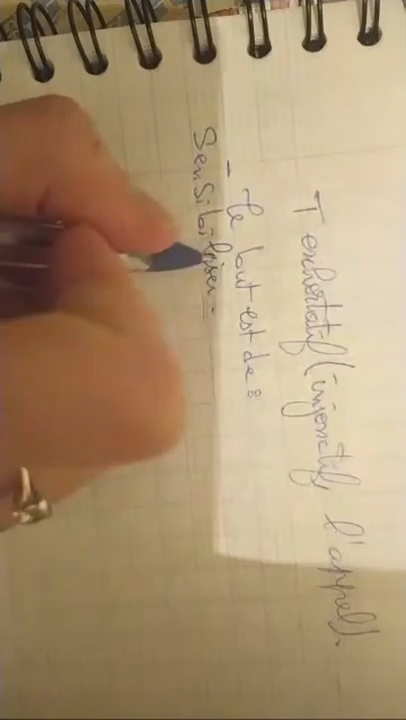 T exhortatif (-injonctif, l'appel).
- le but est de :
Sensibiliser -